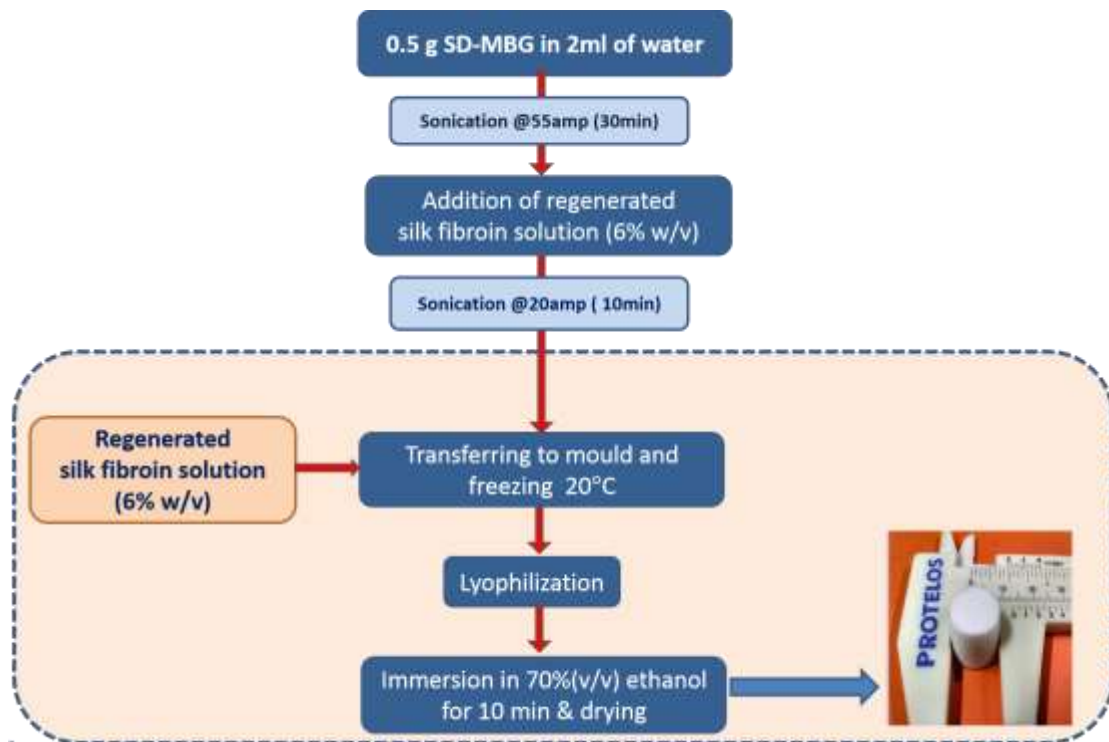 0.5 g SD-MBG in 2ml of water
Sonication @55amp (30min)
Addition of regenerated
silk fibroin solution (6% w/v)
Sonication @20amp ( 10min)
Regenerated
silk fibroin solution
(6% w/v)
Transferring to mould and
freezing 20°C
Lyophilization
Immersion in 70%(v/v) ethanol
for 10 min & drying
PROTELOS